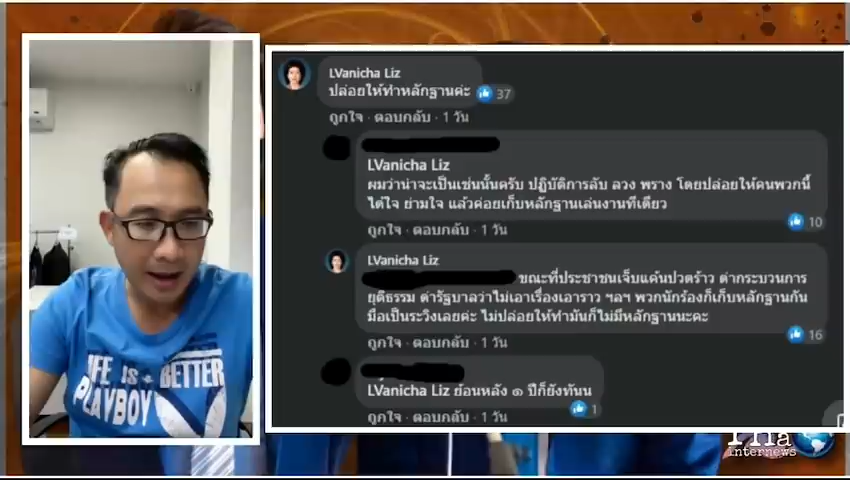 LVanicha Liz
ปล่อยให้ทำหลักฐานค่ะ
37
ถูกใจ · ตอบกลับ · 1 วัน
LVanicha Liz
ผมว่าน่าจะเป็นเช่นนั้นครับ ปฏิบัติการลับ ลวง พราง โดยปล่อยให้คนพวกนี้
ได้ใจ ย่ามใจ แล้วค่อยเก็บหลักฐานเล่นงานทีเดียว
10
ถูกใจ · ตอบกลับ · 1 วัน
LVanicha Liz
ขณะที่ประชาชนเจ็บแค้นปวดร้าว ด่ากระบวนการ
ยุติธรรม ด่ารัฐบาลว่าไม่เอาเรื่องเอาราว ฯลฯ พวกนักร้องก็เก็บหลักฐานกัน
มือเป็นระวิงเลยค่ะ ไม่ปล่อยให้ทำมันก็ไม่มีหลักฐานนะคะ
16
ถูกใจ · ตอบกลับ · 1 วัน
LVanicha Liz ย้อนหลัง ๑ ปีก็ยังทันน
1
ถูกใจ · ตอบกลับ · 1 วัน
LIFE IS BETTER
PLAYBOY
internews